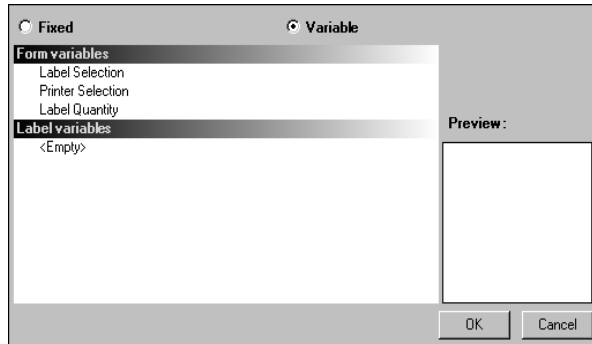 Fixed Variable
Form variables
Label Selection
Printer Selection
Label Quantity
Label variables
<Empty>
Preview:
OK Cancel